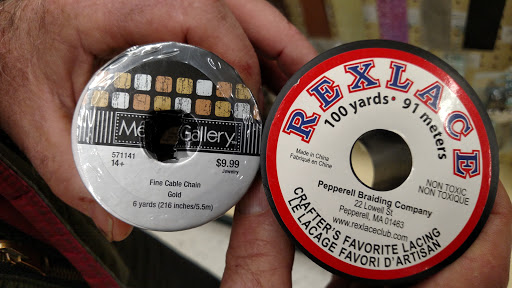 Me Gallery
571141
14+
$9.99
Jewelry
Fine Cable Chain
Gold
6 yards (216 inches/5.5m)
REXLACE
100 yards • 91 meters
Made in China
Fabriqué en Chine
NON TOXIC
NON TOXIQUE
Pepperell Braiding Company
22 Lowell St
Pepperell, MA 01463
www.rexlaceclub.com
CRAFTER'S FAVORITE LACING
LE LACAGE FAVORI D'ARTISAN